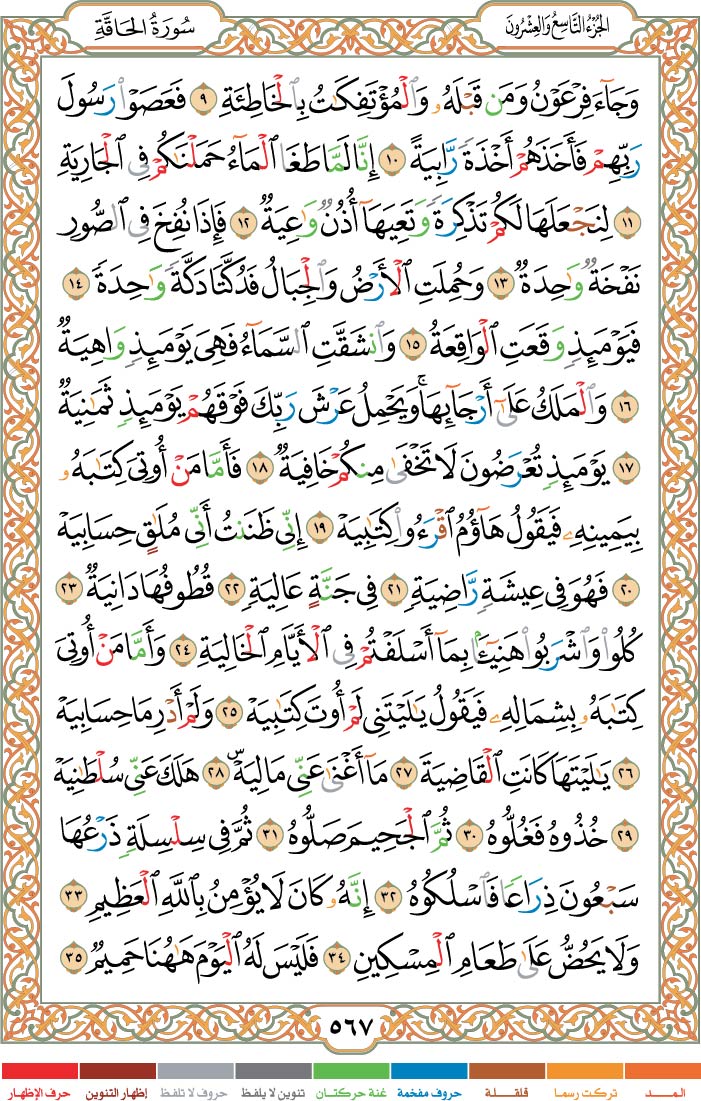 الجُزْءُ التَّاسِعُ وَالعِشْرُونَ
سُورَةُ الحَاقَّةِ
وَجَآءَ فِرْعَوْنُ وَمَن قَبْلَهُۥ وَٱلْمُؤْتَفِكَٰتُ بِٱلْخَاطِئَةِ ٩ فَعَصَوْا۟ رَسُولَ
رَبِّهِمْ فَأَخَذَهُمْ أَخْذَةً رَّابِيَةً ١٠ إِنَّا لَمَّا طَغَا ٱلْمَآءُ حَمَلْنَٰكُمْ فِى ٱلْجَارِيَةِ
١١ لِنَجْعَلَهَا لَكُمْ تَذْكِرَةً وَتَعِيَهَآ أُذُنٌ وَٰعِيَةٌ ١٢ فَإِذَا نُفِخَ فِى ٱلصُّورِ
نَفْخَةٌ وَٰحِدَةٌ ١٣ وَحُمِلَتِ ٱلْأَرْضُ وَٱلْجِبَالُ فَدُكَّتَا دَكَّةً وَٰحِدَةً ١٤
فَيَوْمَئِذٍ وَقَعَتِ ٱلْوَاقِعَةُ ١٥ وَٱنشَقَّتِ ٱلسَّمَآءُ فَهِىَ يَوْمَئِذٍ وَاهِيَةٌ
١٦ وَٱلْمَلَكُ عَلَىٰٓ أَرْجَآئِهَا ۚ وَيَحْمِلُ عَرْشَ رَبِّكَ فَوْقَهُمْ يَوْمَئِذٍ ثَمَٰنِيَةٌ
١٧ يَوْمَئِذٍ تُعْرَضُونَ لَا تَخْفَىٰ مِنكُمْ خَافِيَةٌ ١٨ فَأَمَّا مَنْ أُوتِىَ كِتَٰبَهُۥ
بِيَمِينِهِۦ فَيَقُولُ هَآؤُمُ ٱقْرَءُوا۟ كِتَٰبِيَهْ ١٩ إِنِّى ظَنَنتُ أَنِّى مُلَٰقٍ حِسَابِيَهْ
٢٠ فَهُوَ فِى عِيشَةٍ رَّاضِيَةٍ ٢١ فِى جَنَّةٍ عَالِيَةٍ ٢٢ قُطُوفُهَا دَانِيَةٌ ٢٣
كُلُوا۟ وَٱشْرَبُوا۟ هَنِيٓـًٔۢا بِمَآ أَسْلَفْتُمْ فِى ٱلْأَيَّامِ ٱلْخَالِيَةِ ٢٤ وَأَمَّا مَنْ أُوتِىَ
كِتَٰبَهُۥ بِشِمَالِهِۦ فَيَقُولُ يَٰلَيْتَنِى لَمْ أُوتَ كِتَٰبِيَهْ ٢٥ وَلَمْ أَدْرِ مَا حِسَابِيَهْ
٢٦ يَٰلَيْتَهَا كَانَتِ ٱلْقَاضِيَةَ ٢٧ مَآ أَغْنَىٰ عَنِّى مَالِيَهْ ۜ ٢٨ هَلَكَ عَنِّى سُلْطَٰنِيَهْ
٢٩ خُذُوهُ فَغُلُّوهُ ٣٠ ثُمَّ ٱلْجَحِيمَ صَلُّوهُ ٣١ ثُمَّ فِى سِلْسِلَةٍ ذَرْعُهَا
سَبْعُونَ ذِرَاعًا فَٱسْلُكُوهُ ٣٢ إِنَّهُۥ كَانَ لَا يُؤْمِنُ بِٱللَّهِ ٱلْعَظِيمِ ٣٣
وَلَا يَحُضُّ عَلَىٰ طَعَامِ ٱلْمِسْكِينِ ٣٤ فَلَيْسَ لَهُ ٱلْيَوْمَ هَٰهُنَا حَمِيمٌ ٣٥
٥٦٧
المـــد تركت رسما قلقـــلة حروف مفخمة غنة حركتان تنوين لا يلفظ حروف لا تلفظ إظهار التنوين حرف الإظهار